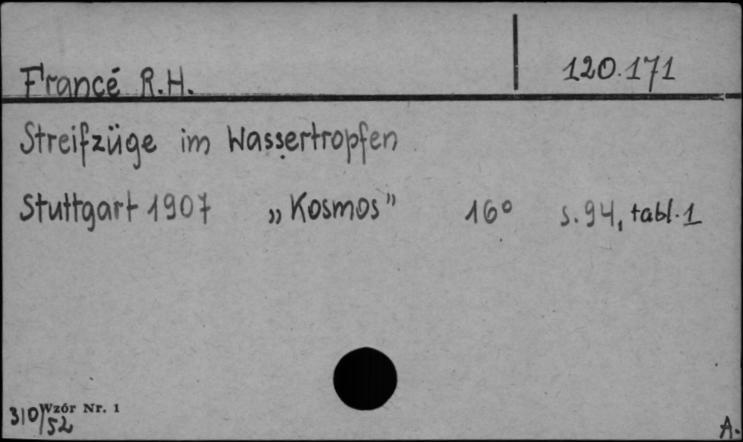 Francé R.H. 120.171
Streifzüge im Wassertropfen
Stuttgart 1907 „Kosmos” 16° s.94, tabl.1
Wzór Nr. 1
310/52
A.